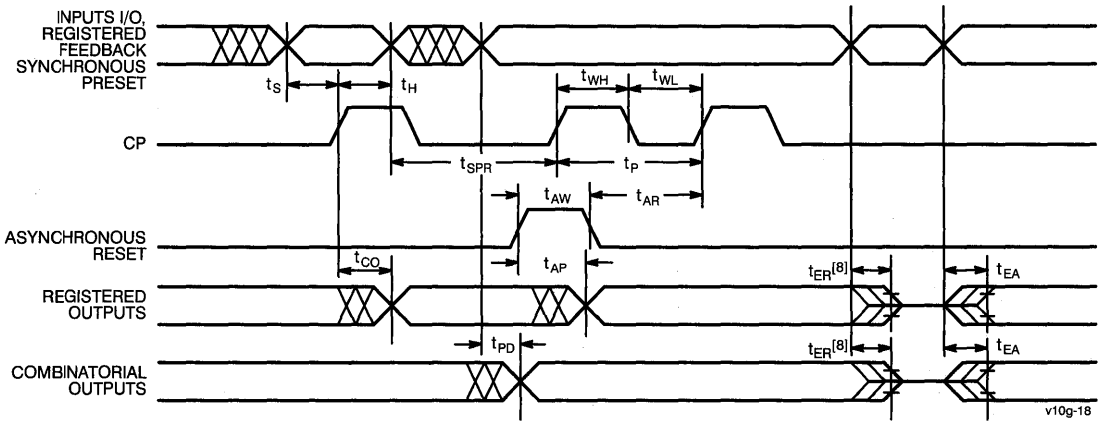 INPUTS I/O,
REGISTERED
FEEDBACK
SYNCHRONOUS
PRESET
tS
tH
tWH
tWL
CP
tSPR
tP
tAW
tAR
ASYNCHRONOUS
RESET
tCO
tAP
tER[8]
tEA
REGISTERED
OUTPUTS
tPD
tER[8]
tEA
COMBINATORIAL
OUTPUTS
v10g-18